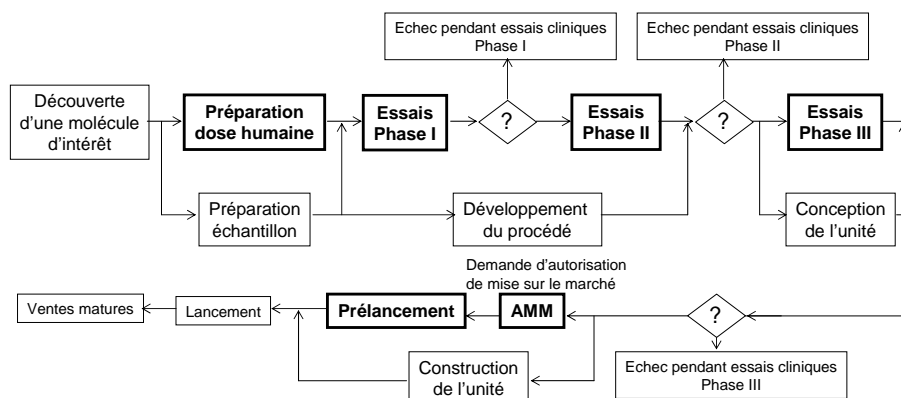 Echec pendant essais cliniques
Phase I
Echec pendant essais cliniques
Phase II
Découverte
d'une molécule
d'intérêt
Préparation
dose humaine
Essais
Phase I
?
Essais
Phase II
?
Essais
Phase III
Préparation
échantillon
Développement
du procédé
Conception
de l'unité
Demande d'autorisation
de mise sur le marché
Ventes matures
Lancement
Prélancement
AMM
?
Construction
de l'unité
Echec pendant essais cliniques
Phase III